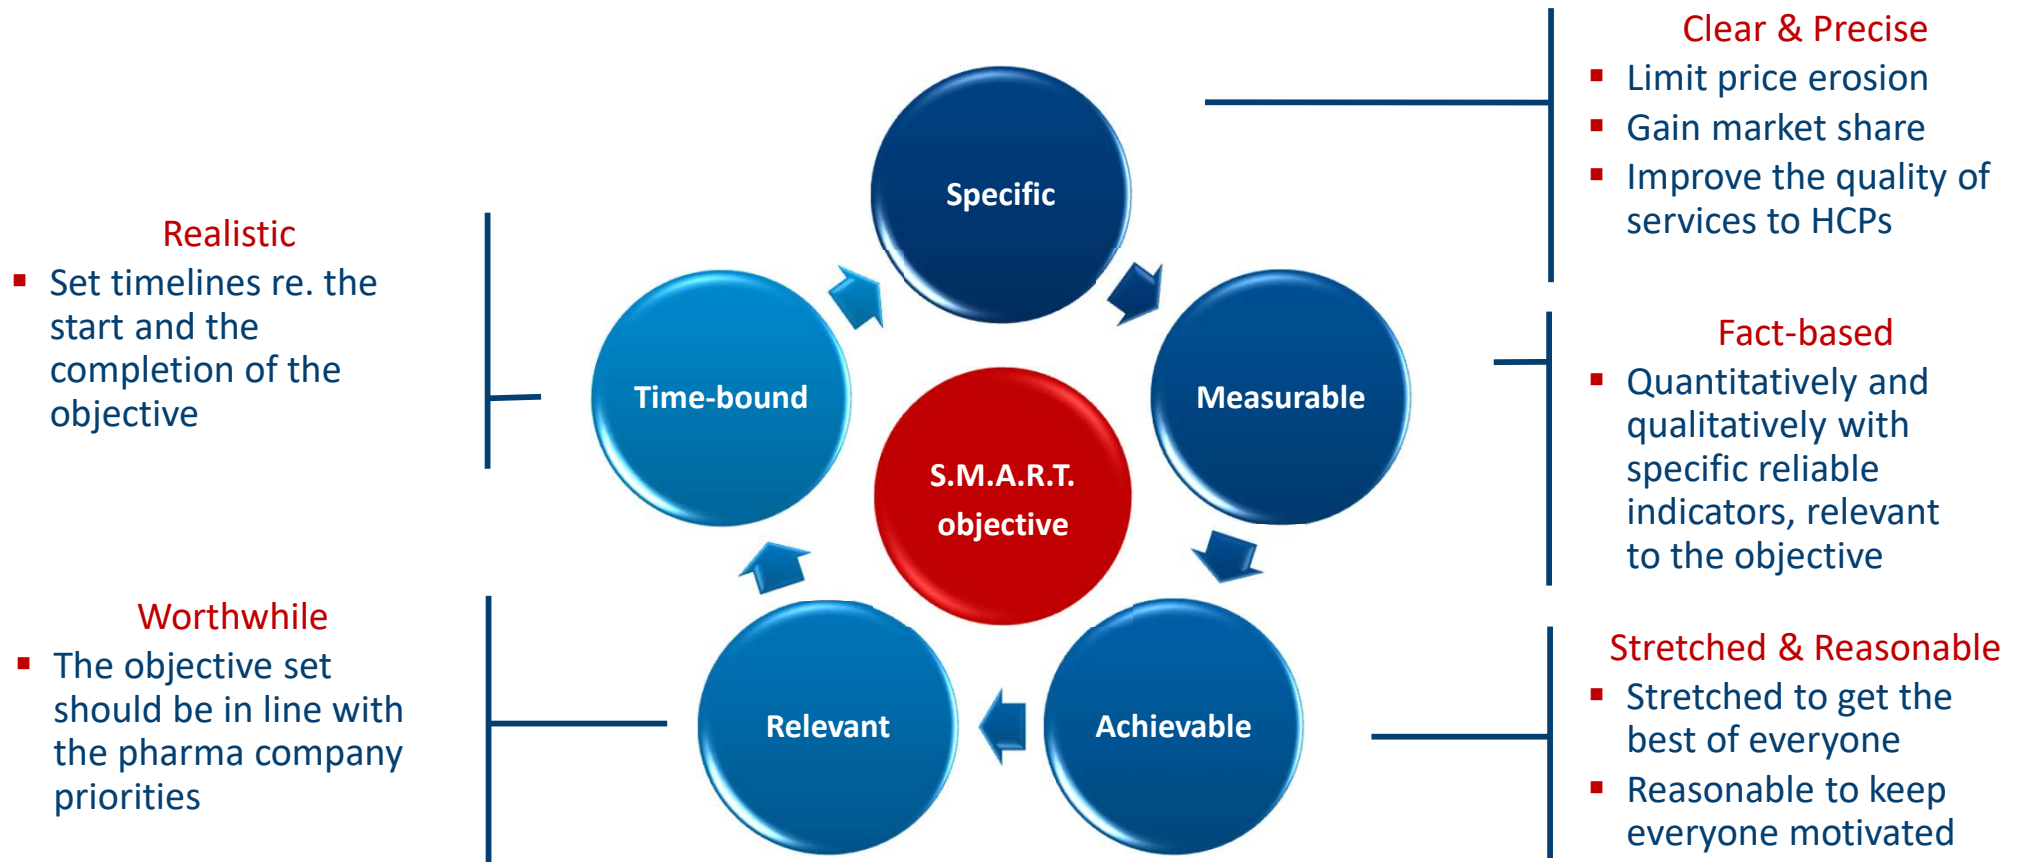 Clear & Precise
▪ Limit price erosion
▪ Gain market share
▪ Improve the quality of
services to HCPs
Specific
Realistic
▪ Set timelines re. the
start and the
completion of the
objective
Time-bound
Measurable
Fact-based
▪ Quantitatively and
qualitatively with
specific reliable
indicators, relevant
to the objective
S.M.A.R.T.
objective
Worthwhile
▪ The objective set
should be in line with
the pharma company
priorities
Relevant
Achievable
Stretched & Reasonable
▪ Stretched to get the
best of everyone
▪ Reasonable to keep
everyone motivated